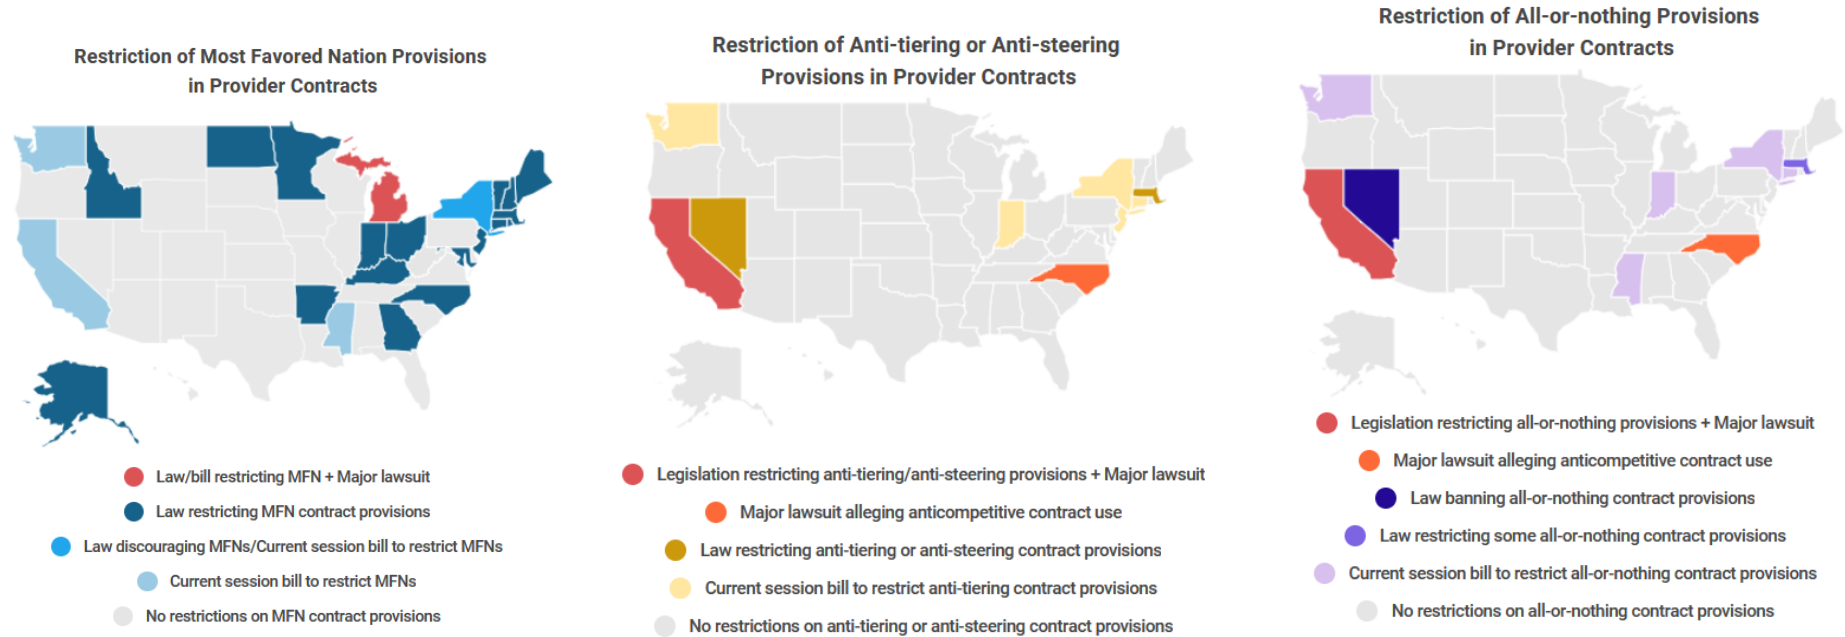 Restriction of Most Favored Nation Provisions
in Provider Contracts
Law/bill restricting MFN + Major lawsuit
Law restricting MFN contract provisions
Law discouraging MFNs/Current session bill to restrict MFNs
Current session bill to restrict MFNs
No restrictions on MFN contract provisions
Restriction of Anti-tiering or Anti-steering
Provisions in Provider Contracts
Legislation restricting anti-tiering/anti-steering provisions + Major lawsuit
Major lawsuit alleging anticompetitive contract use
Law restricting anti-tiering or anti-steering contract provisions
Current session bill to restrict anti-tiering contract provisions
No restrictions on anti-tiering or anti-steering contract provisions
Restriction of All-or-nothing Provisions
in Provider Contracts
Legislation restricting all-or-nothing provisions + Major lawsuit
Major lawsuit alleging anticompetitive contract use
Law banning all-or-nothing contract provisions
Law restricting some all-or-nothing contract provisions
Current session bill to restrict all-or-nothing contract provisions
No restrictions on all-or-nothing contract provisions